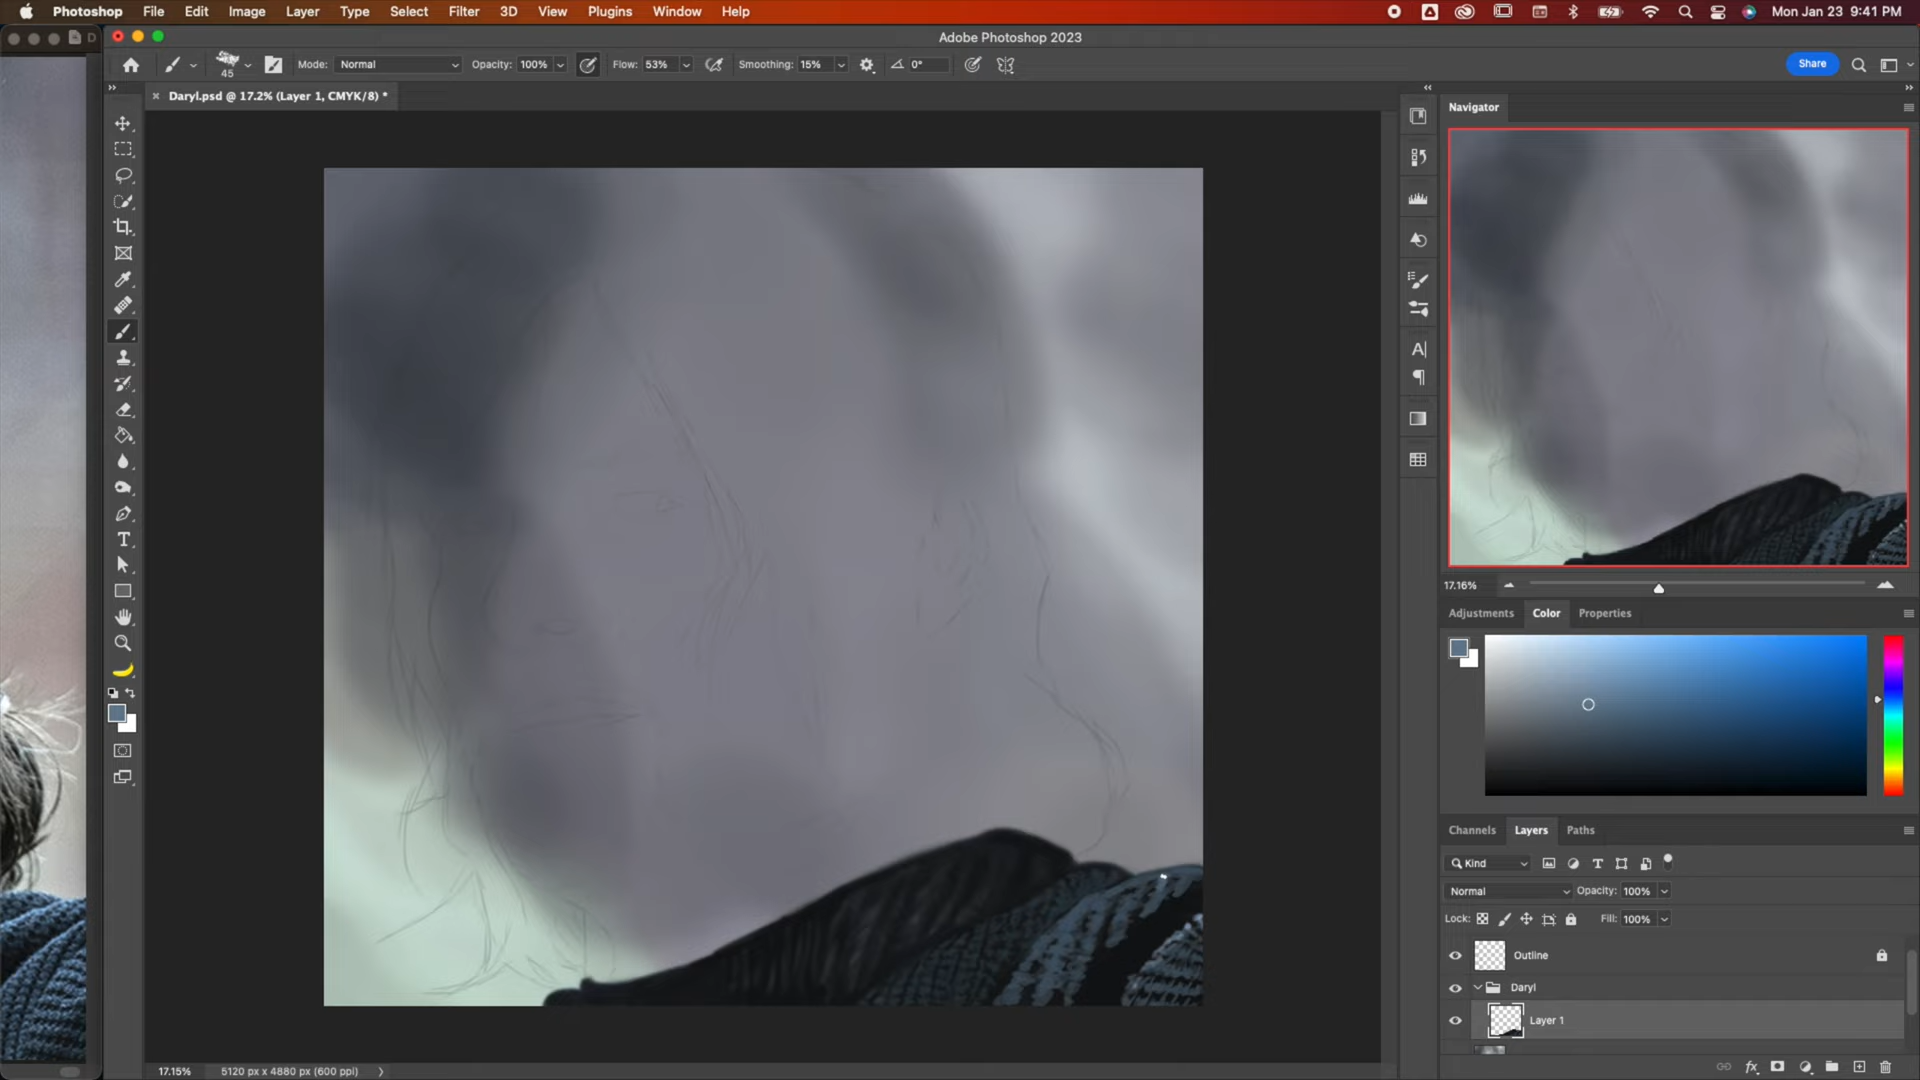 Photoshop File Edit Image Layer Type Select Filter 3D View Plugins Window Help Mon Jan 23 9:41 PM
D Adobe Photoshop 2023
45 Mode: Normal Opacity: 100% Flow: 53% Smoothing: 15% 0° Share
Daryl.psd @ 17.2% (Layer 1, CMYK/8) *
Navigator
17.16%
Adjustments Color Properties
Channels Layers Paths
Kind
Normal Opacity: 100%
Lock: Fill: 100%
Outline
Daryl
Layer 1
17.15% 5120 px x 4880 px (600 ppi)